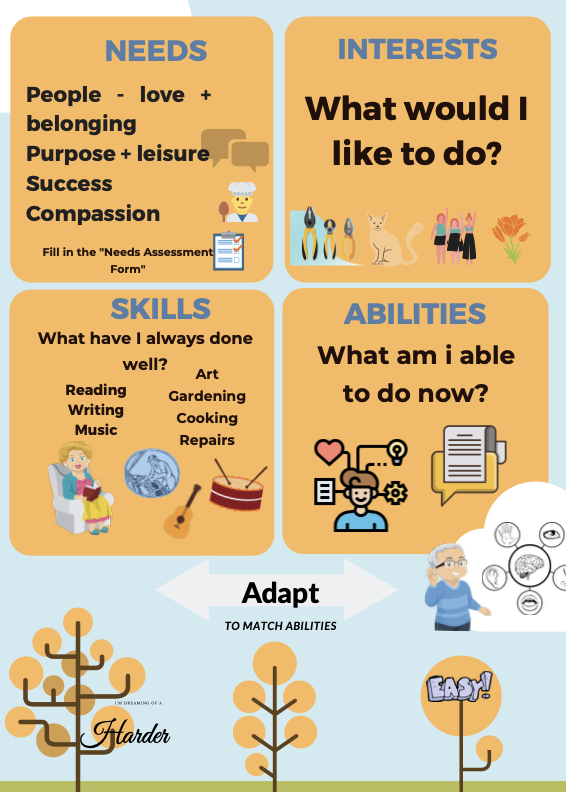 NEEDS
People - love +
belonging
Purpose + leisure
Success
Compassion
Fill in the "Needs Assessment
Form"
INTERESTS
What would I
like to do?
SKILLS
What have I always done
well?
Reading
Writing
Music
Art
Gardening
Cooking
Repairs
ABILITIES
What am i able
to do now?
Adapt
TO MATCH ABILITIES
I'M DREAMING OF A
Harder
EASY!